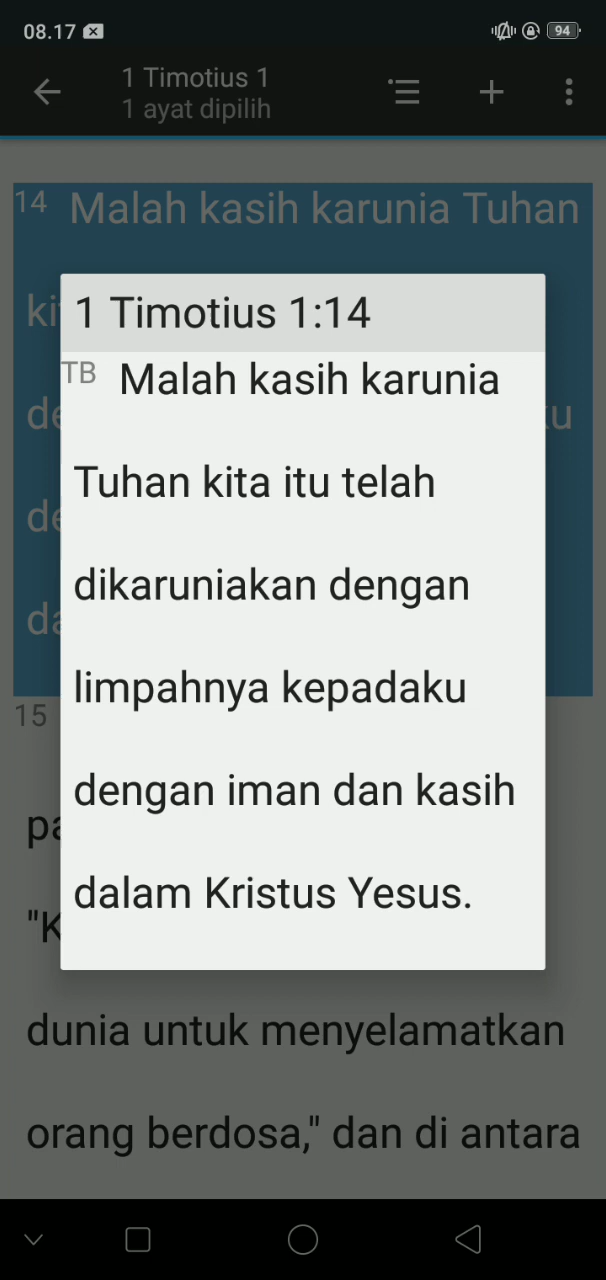 08.17
94
1 Timotius 1
1 ayat dipilih
14 Malah kasih karunia Tuhan
1 Timotius 1:14
TB Malah kasih karunia
Tuhan kita itu telah
dikaruniakan dengan
limpahnya kepadaku
dengan iman dan kasih
dalam Kristus Yesus.
15
dunia untuk menyelamatkan
orang berdosa," dan di antara